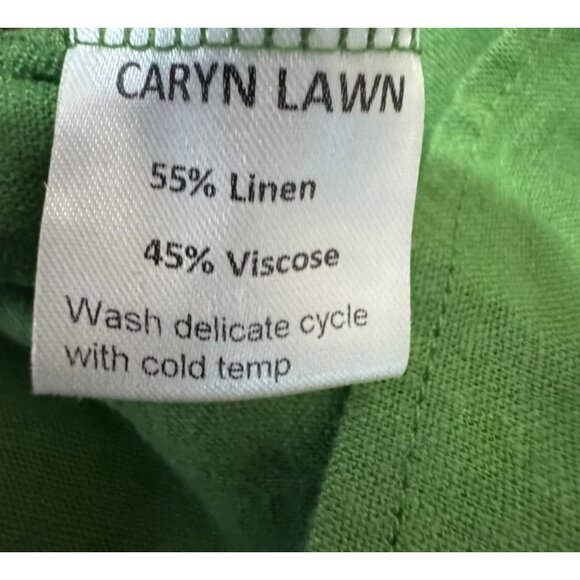 CARYN LAWN
55% Linen
45% Viscose
Wash delicate cycle
with cold temp